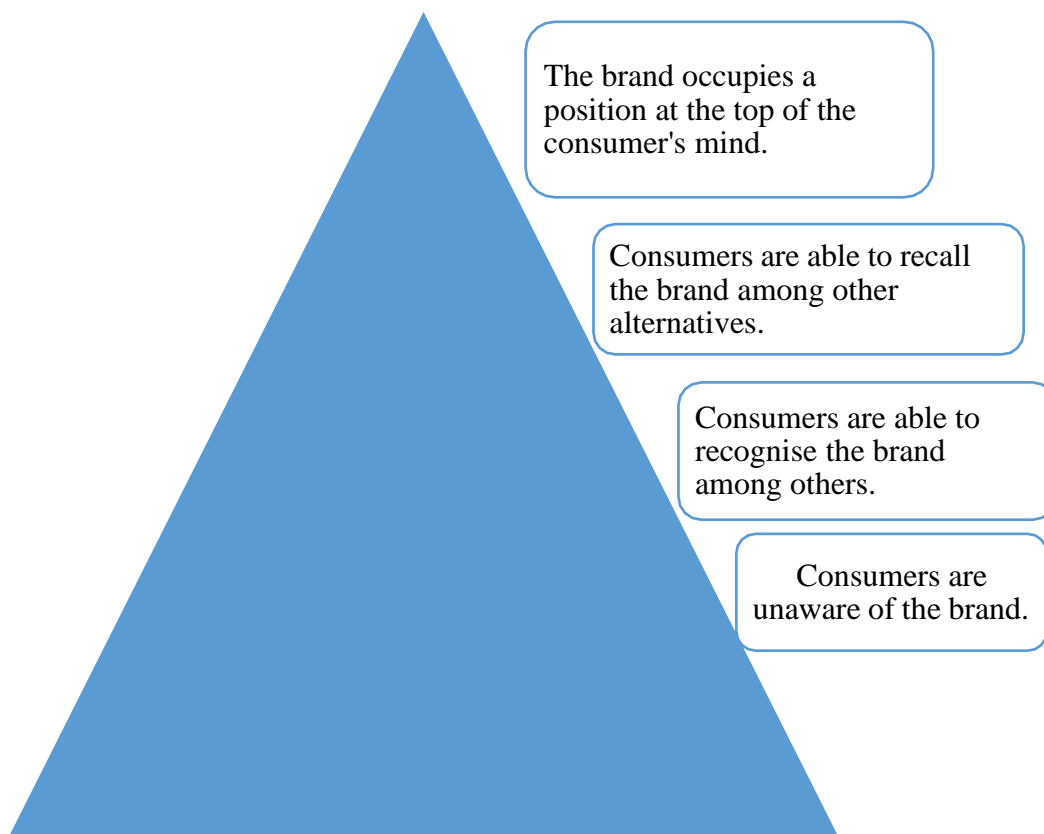 The brand occupies a
position at the top of the
consumer's mind.
Consumers are able to recall
the brand among other
alternatives.
Consumers are able to
recognise the brand
among others.
Consumers are
unaware of the brand.